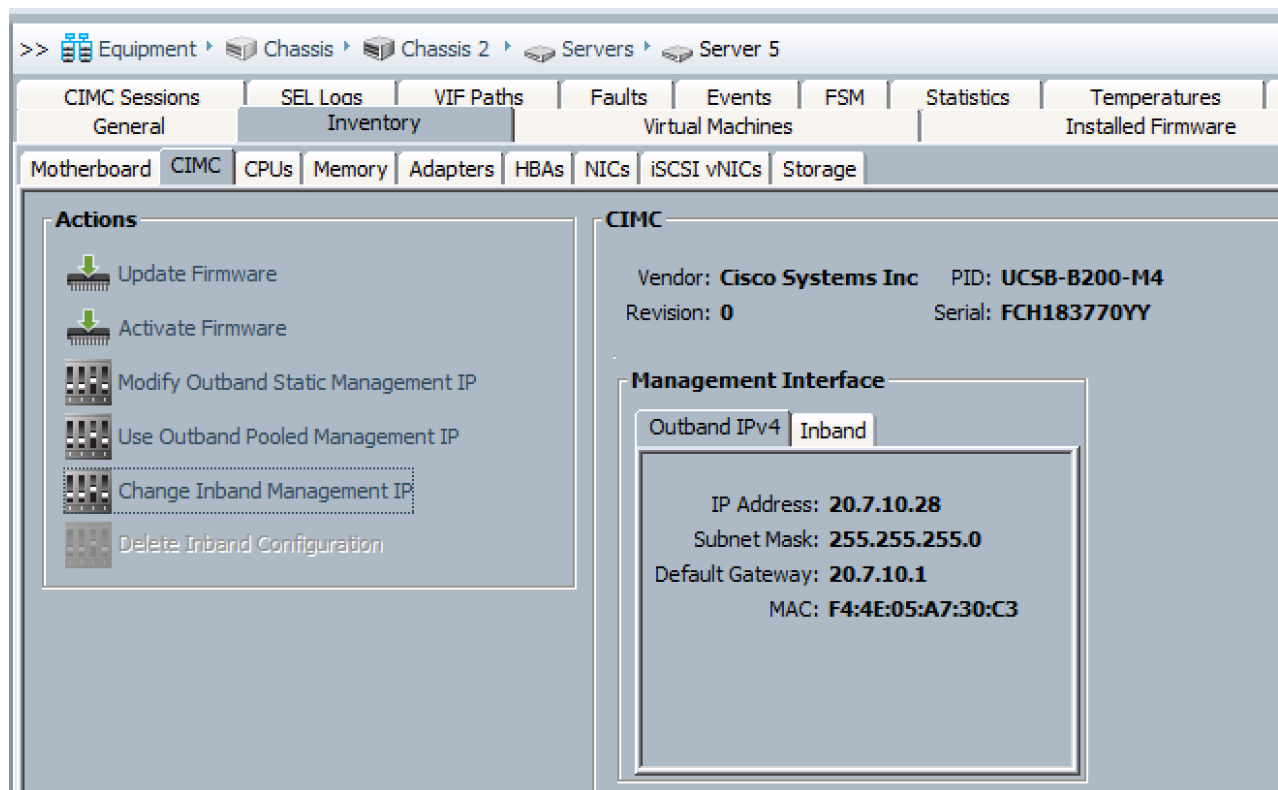 >> Equipment Chassis Chassis 2 Servers Server 5
CIMC Sessions SEL Logs VIF Paths Faults Events FSM Statistics Temperatures
General Inventory Virtual Machines Installed Firmware
Motherboard CIMC CPUs Memory Adapters HBAs NICs iSCSI vNICs Storage
Actions
Update Firmware
Activate Firmware
Modify Outband Static Management IP
Use Outband Pooled Management IP
Change Inband Management IP
Delete Inband Configuration
CIMC
Vendor: Cisco Systems Inc PID: UCSB-B200-M4
Revision: 0 Serial: FCH183770YY
Management Interface
Outband IPv4 Inband
IP Address: 20.7.10.28
Subnet Mask: 255.255.255.0
Default Gateway: 20.7.10.1
MAC: F4:4E:05:A7:30:C3